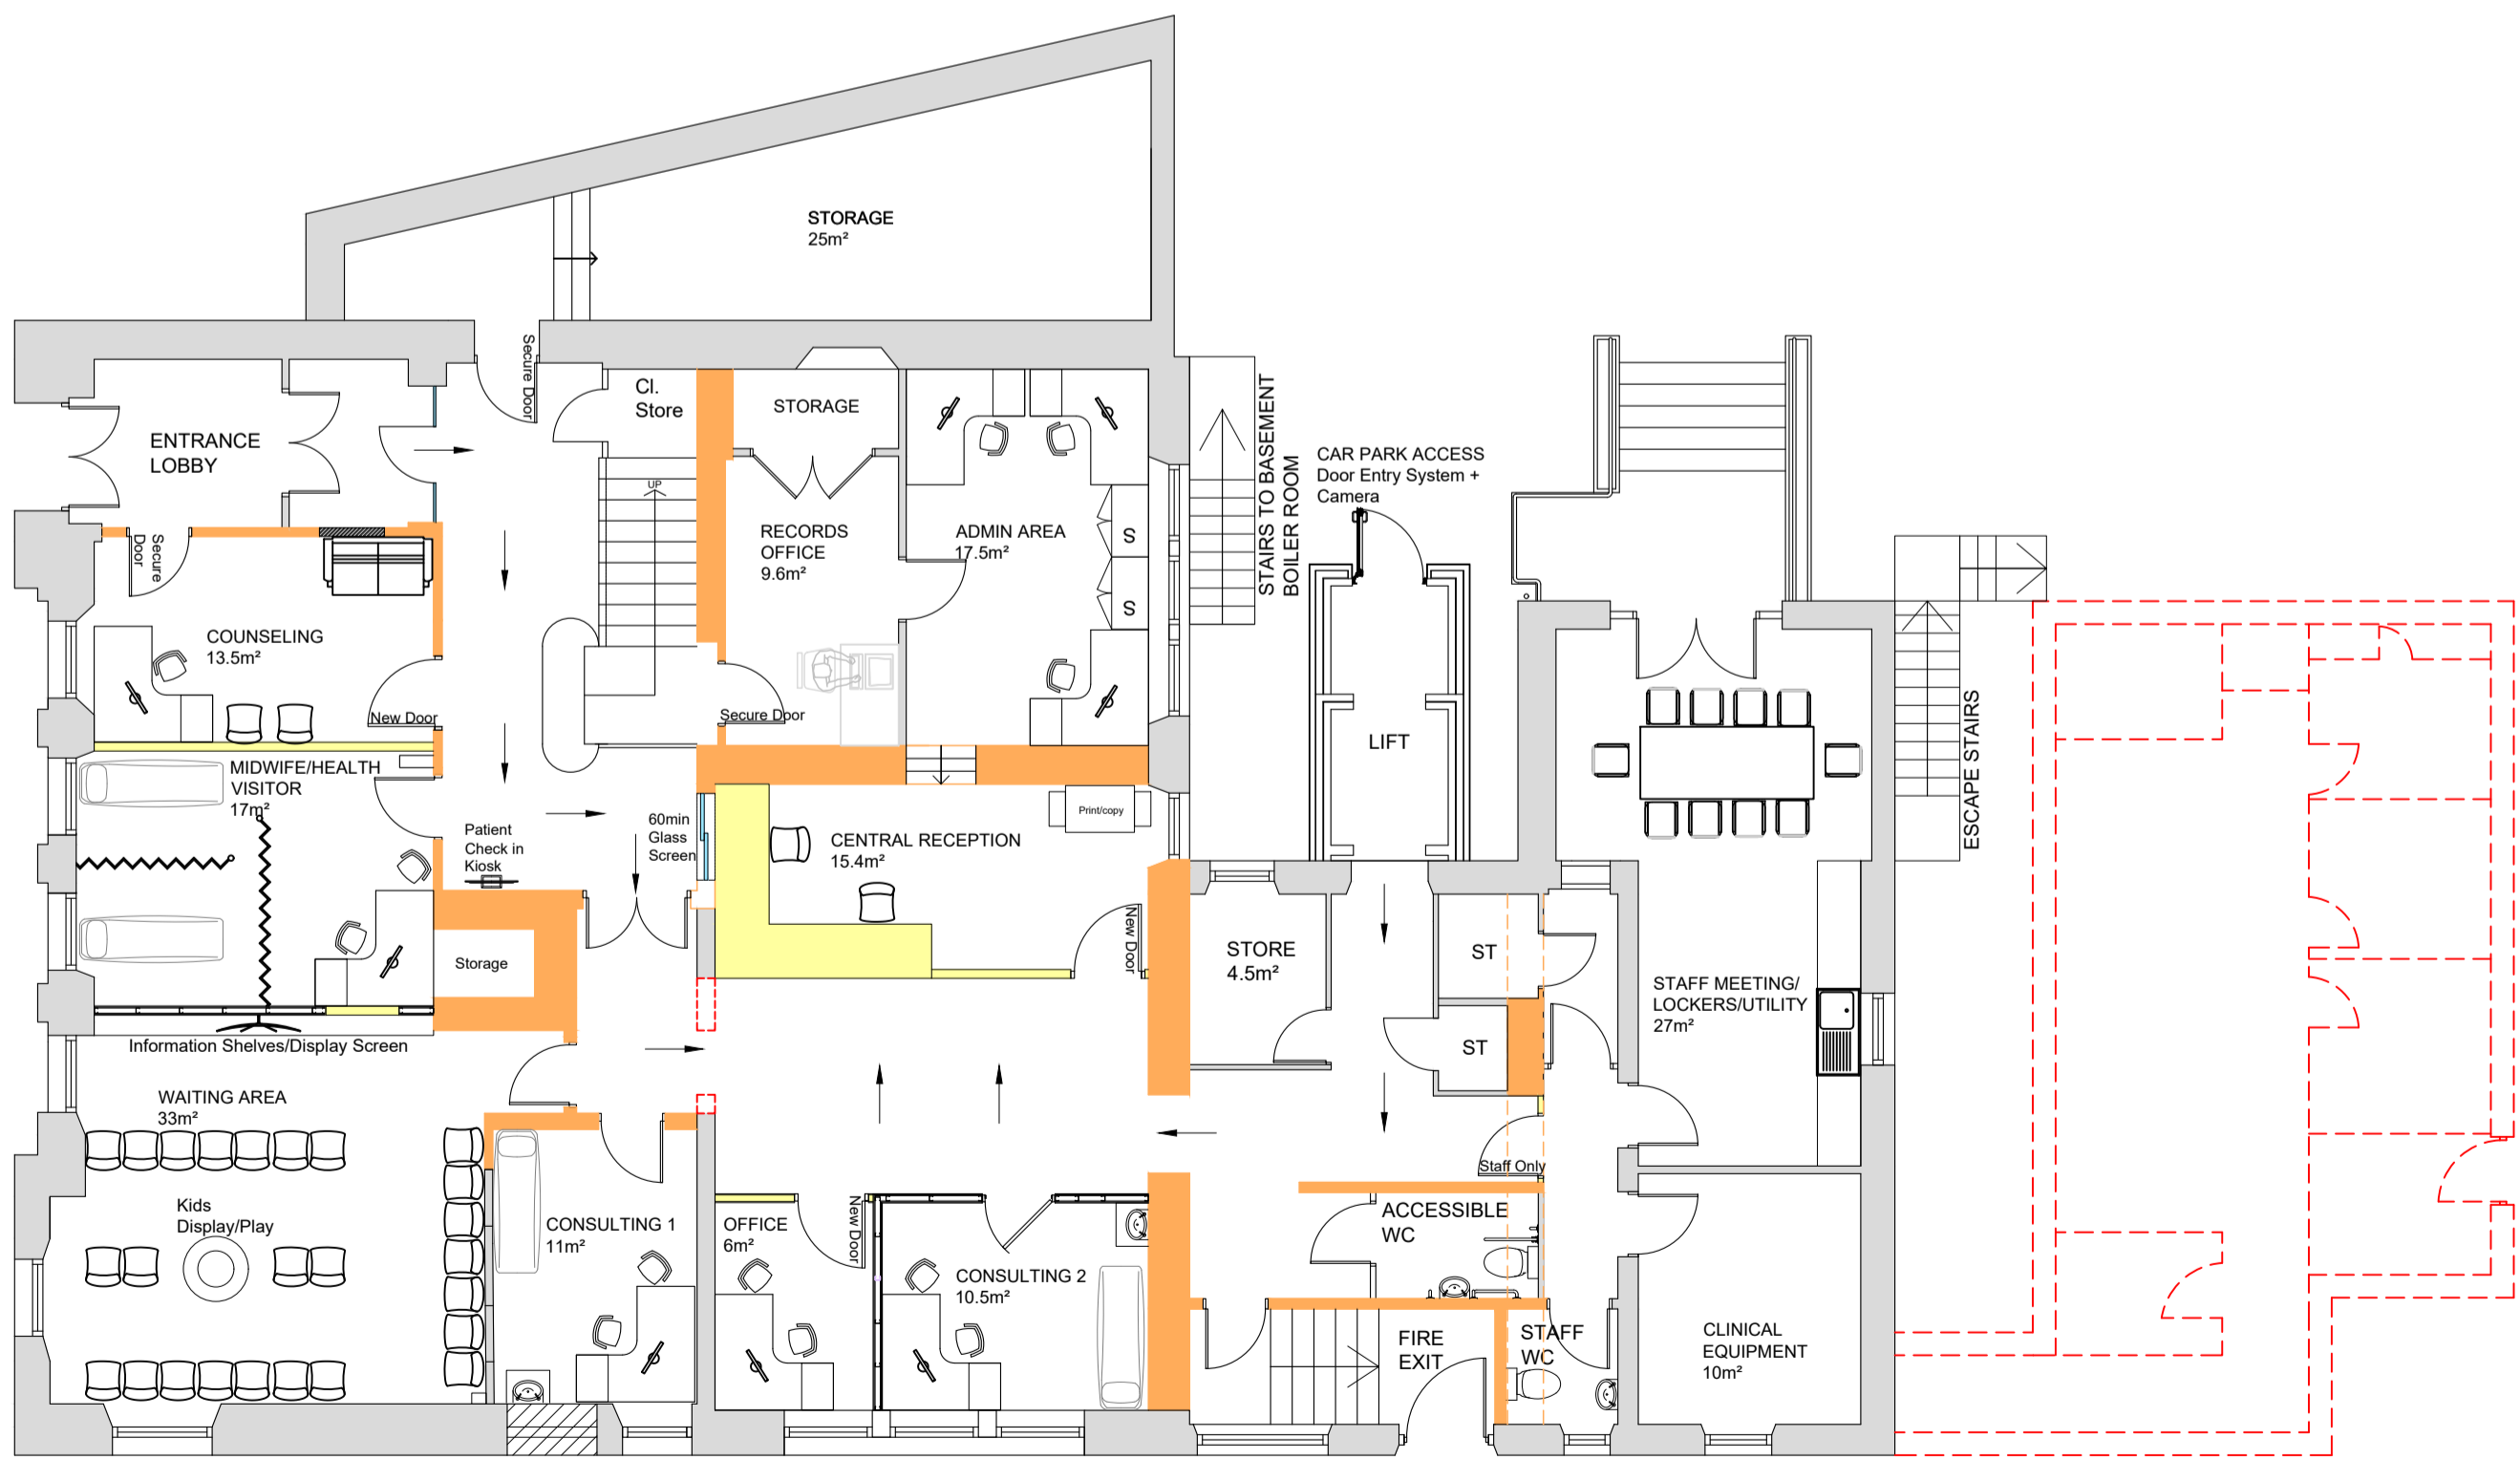 STORAGE
25m²
Secure Door
Cl.
Store
STORAGE
ENTRANCE
LOBBY
UP
STAIRS TO BASEMENT
BOILER ROOM
CAR PARK ACCESS
Door Entry System +
Camera
RECORDS
OFFICE
9.6m²
ADMIN AREA
17.5m²
S
S
Secure
Door
COUNSELING
13.5m²
New Door
Secure Door
LIFT
ESCAPE STAIRS
MIDWIFE/HEALTH
VISITOR
17m²
Patient
Check in
Kiosk
60min
Glass
Screen
CENTRAL RECEPTION
15.4m²
Print/copy
New Door
STORE
4.5m²
ST
ST
Storage
STAFF MEETING/
LOCKERS/UTILITY
27m²
Information Shelves/Display Screen
WAITING AREA
33m²
Staff Only
Kids
Display/Play
CONSULTING 1
11m²
OFFICE
6m²
New Door
CONSULTING 2
10.5m²
ACCESSIBLE
WC
FIRE
EXIT
STAFF
WC
CLINICAL
EQUIPMENT
10m²